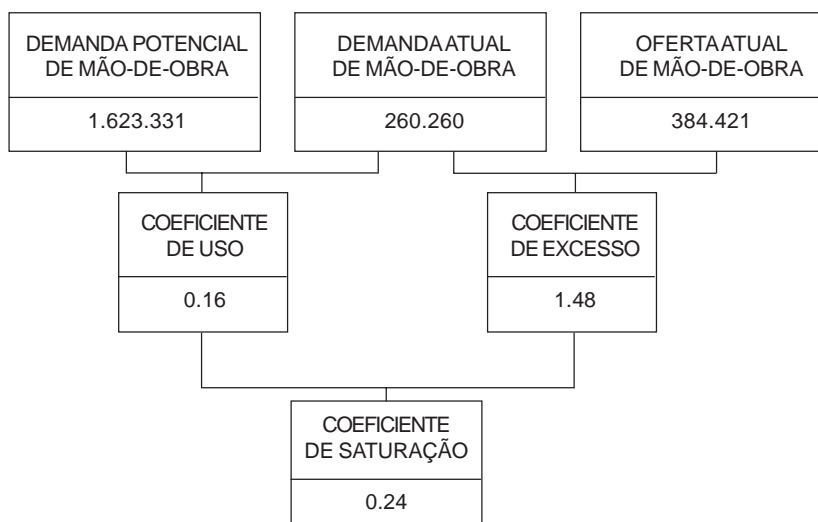 DEMANDA POTENCIAL
DE MÃO-DE-OBRA
1.623.331
DEMANDA ATUAL
DE MÃO-DE-OBRA
260.260
OFERTA ATUAL
DE MÃO-DE-OBRA
384.421
COEFICIENTE
DE USO
0.16
COEFICIENTE
DE EXCESSO
1.48
COEFICIENTE
DE SATURAÇÃO
0.24